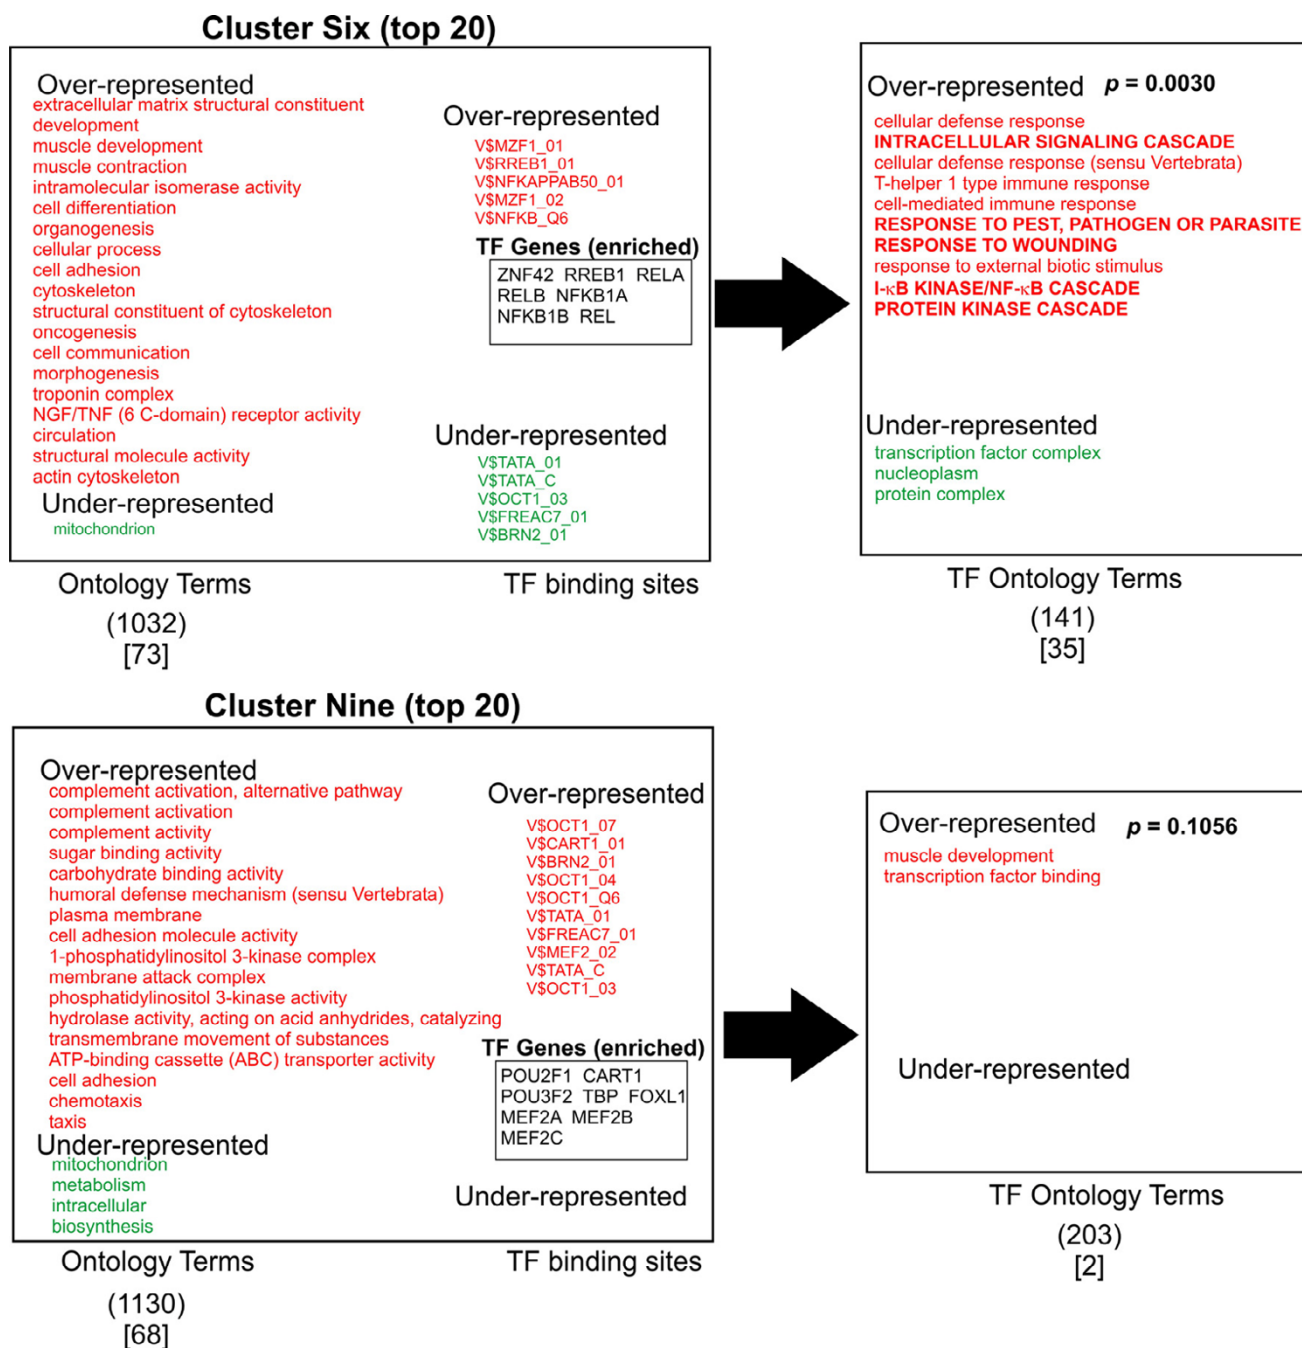 Cluster Six (top 20)
Over-represented
extracellular matrix structural constituent
development
muscle development
muscle contraction
intramolecular isomerase activity
cell differentiation
organogenesis
cellular process
cell adhesion
cytoskeleton
structural constituent of cytoskeleton
oncogenesis
cell communication
morphogenesis
troponin complex
NGF/TNF (6 C-domain) receptor activity
circulation
structural molecule activity
actin cytoskeleton
Under-represented
mitochondrion
Over-represented
V$MZF1_01
V$RREB1_01
V$NFKAPPAB50_01
V$MZF1_02
V$NFKB_Q6
TF Genes (enriched)
ZNF42 RREB1 RELA
RELB NFKB1A
NFKB1B REL
Under-represented
V$TATA_01
V$TATA_C
V$OCT1_03
V$FREAC7_01
V$BRN2_01
Ontology Terms
(1032)
[73]
TF binding sites
Over-represented p = 0.0030
cellular defense response
INTRACELLULAR SIGNALING CASCADE
cellular defense response (sensu Vertebrata)
T-helper 1 type immune response
cell-mediated immune response
RESPONSE TO PEST, PATHOGEN OR PARASITE
RESPONSE TO WOUNDING
response to external biotic stimulus
I-κB KINASE/NF-κB CASCADE
PROTEIN KINASE CASCADE
Under-represented
transcription factor complex
nucleoplasm
protein complex
TF Ontology Terms
(141)
[35]
Cluster Nine (top 20)
Over-represented
complement activation, alternative pathway
complement activation
complement activity
sugar binding activity
carbohydrate binding activity
humoral defense mechanism (sensu Vertebrata)
plasma membrane
cell adhesion molecule activity
1-phosphatidylinositol 3-kinase complex
membrane attack complex
phosphatidylinositol 3-kinase activity
hydrolase activity, acting on acid anhydrides, catalyzing
transmembrane movement of substances
ATP-binding cassette (ABC) transporter activity
cell adhesion
chemotaxis
taxis
Under-represented
mitochondrion
metabolism
intracellular
biosynthesis
Over-represented
V$OCT1_07
V$CART1_01
V$BRN2_01
V$OCT1_04
V$OCT1_Q6
V$TATA_01
V$FREAC7_01
V$MEF2_02
V$TATA_C
V$OCT1_03
TF Genes (enriched)
POU2F1 CART1
POU3F2 TBP FOXL1
MEF2A MEF2B
MEF2C
Under-represented
Ontology Terms
(1130)
[68]
TF binding sites
Over-represented p = 0.1056
muscle development
transcription factor binding
Under-represented
TF Ontology Terms
(203)
[2]